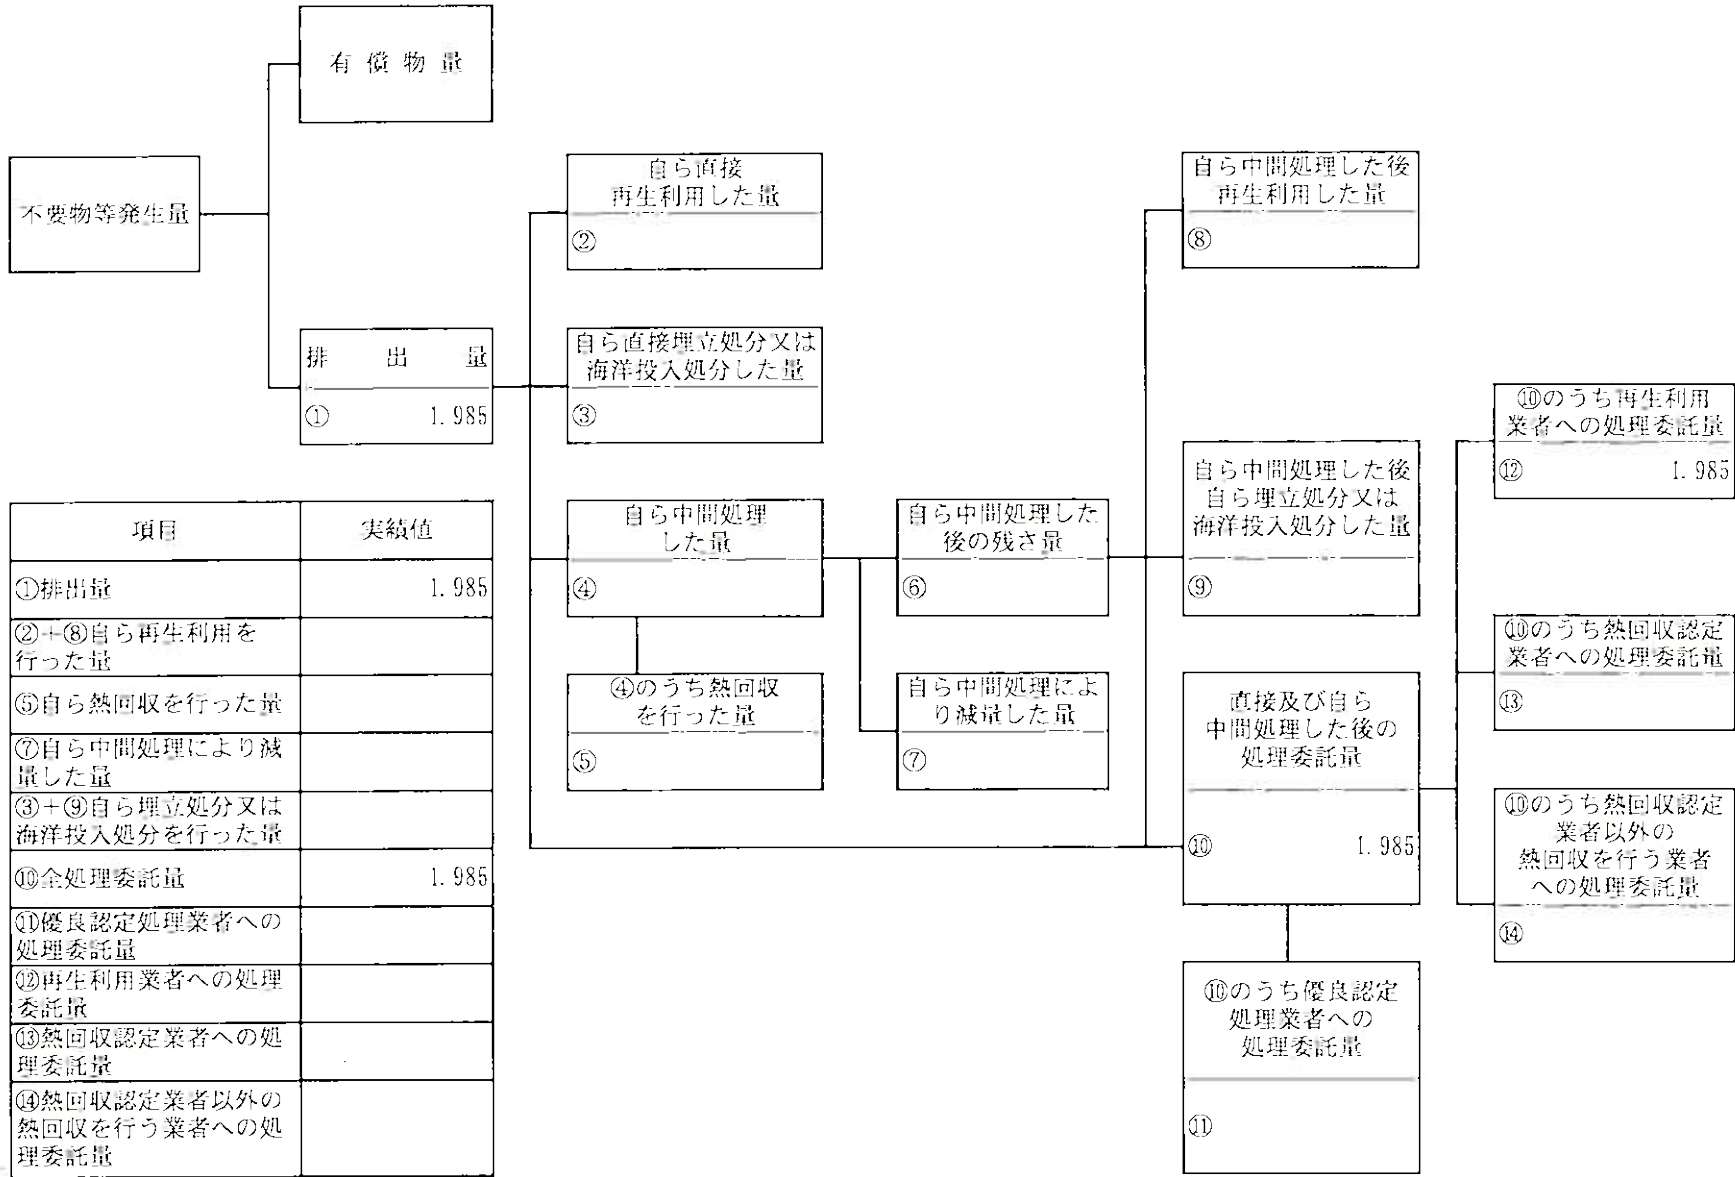 有償物量
不要物等発生量
排出量
① 1.985
自ら直接
再生利用した量
②
自ら直接埋立処分又は
海洋投入処分した量
③
自ら中間処理
した量
④
④のうち熱回収
を行った量
⑤
自ら中間処理した
後の残さ量
⑥
自ら中間処理によ
り減量した量
⑦
自ら中間処理した後
再生利用した量
⑧
自ら中間処理した後
自ら埋立処分又は
海洋投入処分した量
⑨
直接及び自ら
中間処理した後の
処理委託量
⑩ 1.985
⑩のうち優良認定
処理業者への
処理委託量
⑪
⑩のうち再生利用
業者への処理委託量
⑫ 1.985
⑩のうち熱回収認定
業者への処理委託量
⑬
⑩のうち熱回収認定
業者以外の
熱回収を行う業者
への処理委託量
⑭
項目 実績値
①排出量 1.985
②+⑧自ら再生利用を
行った量
⑤自ら熱回収を行った量
⑦自ら中間処理により減
量した量
③+⑨自ら埋立処分又は
海洋投入処分を行った量
⑩全処理委託量 1.985
⑪優良認定処理業者への
処理委託量
⑫再生利用業者への処理
委託量
⑬熱回収認定業者への処
理委託量
⑭熱回収認定業者以外の
熱回収を行う業者への処
理委託量